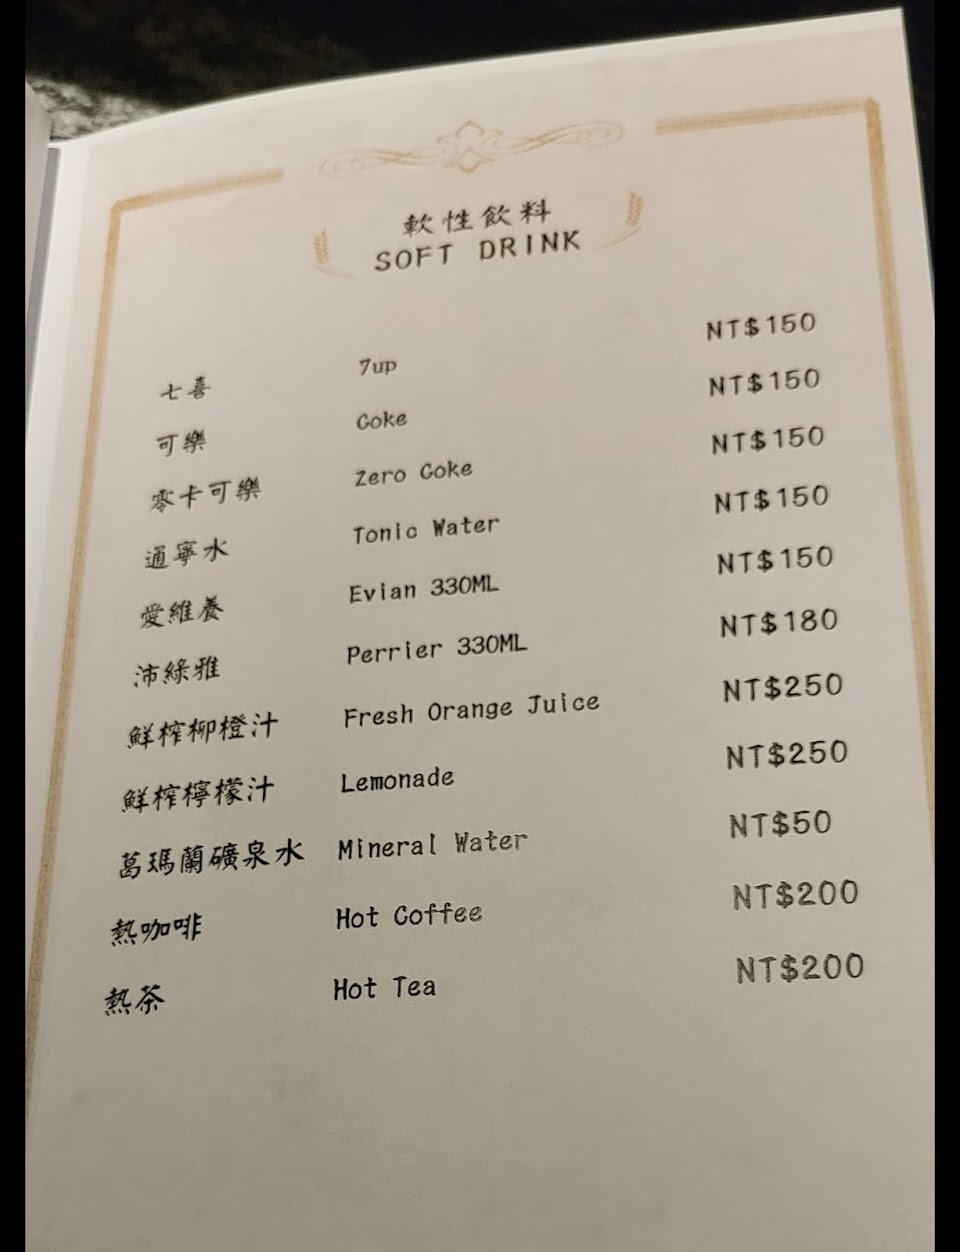 軟性飲料
SOFT DRINK
七喜 7up NT$150
可樂 Coke NT$150
零卡可樂 Zero Coke NT$150
通寧水 Tonic Water NT$150
愛維養 Evian 330ML NT$150
沛綠雅 Perrier 330ML NT$180
鮮榨柳橙汁 Fresh Orange Juice NT$250
鮮榨檸檬汁 Lemonade NT$250
葛瑪蘭礦泉水 Mineral Water NT$50
熱咖啡 Hot Coffee NT$200
熱茶 Hot Tea NT$200